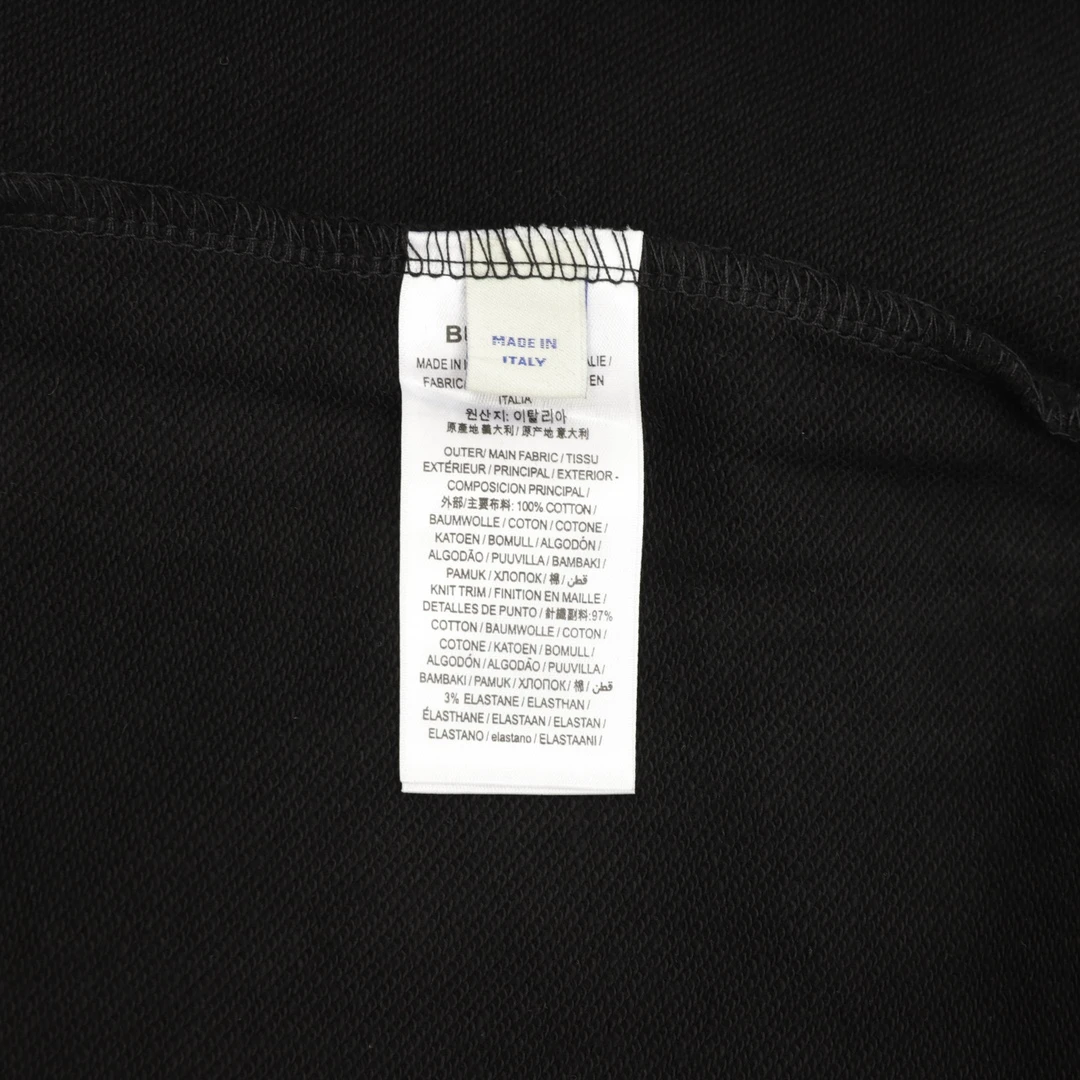 MADE IN
ITALY
MADE IN
FABRIC
EN
ITALIA
원산지: 이탈리아
原產地 義大利 / 原产地 意大利
OUTER/ MAIN FABRIC / TISSU
EXTÉRIEUR / PRINCIPAL / EXTERIOR -
COMPOSICION PRINCIPAL /
外部/主要布料: 100% COTTON /
BAUMWOLLE / COTON / COTONE /
KATOEN / BOMULL / ALGODÓN /
ALGODÃO / PUUVILLA / BAMBAKI /
PAMUK / ХЛОПОК / 棉 / قطن
KNIT TRIM / FINITION EN MAILLE /
DETALLES DE PUNTO / 針織副料:97%
COTTON / BAUMWOLLE / COTON /
COTONE / KATOEN / BOMULL /
ALGODÓN / ALGODÃO / PUUVILLA /
BAMBAKI / PAMUK / ХЛОПОК / 棉 / قطن
3% ELASTANE / ELASTHAN /
ÉLASTHANE / ELASTAAN / ELASTAN /
ELASTANO / elastano / ELASTAANI /